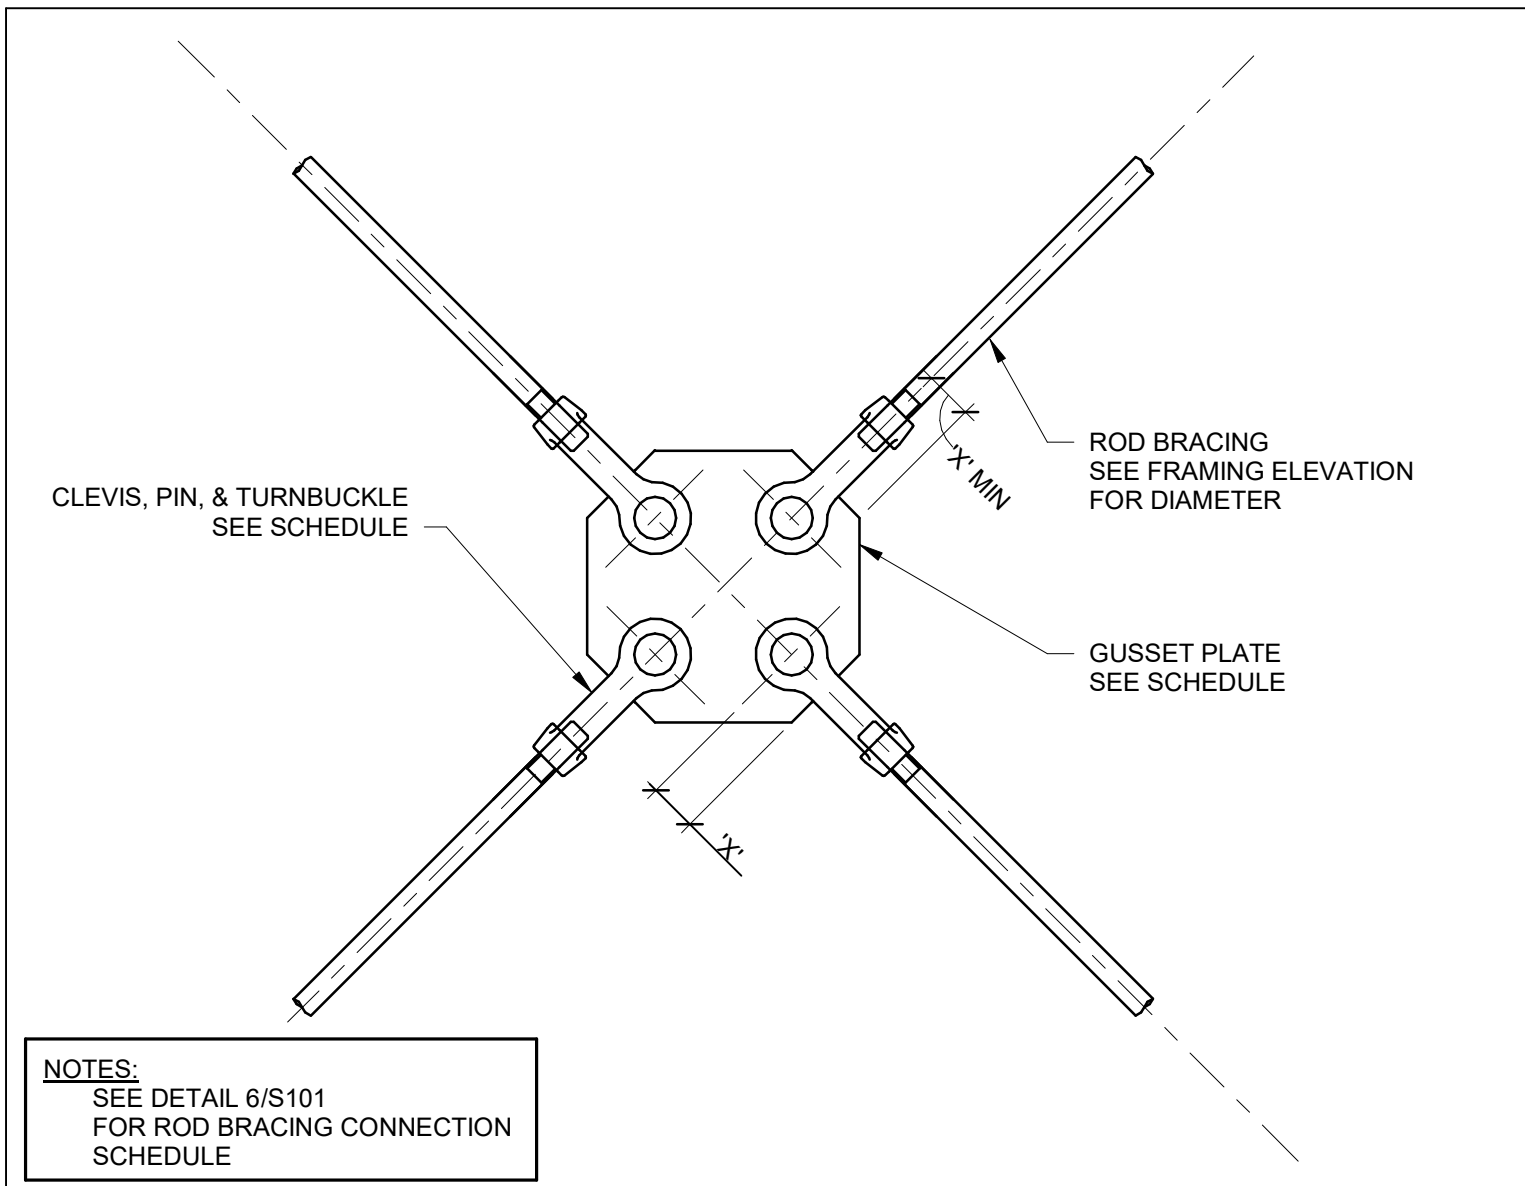 ROD BRACING
SEE FRAMING ELEVATION
FOR DIAMETER
'X' MIN
CLEVIS, PIN, & TURNBUCKLE
SEE SCHEDULE
GUSSET PLATE
SEE SCHEDULE
'X'
NOTES:
SEE DETAIL 6/S101
FOR ROD BRACING CONNECTION
SCHEDULE